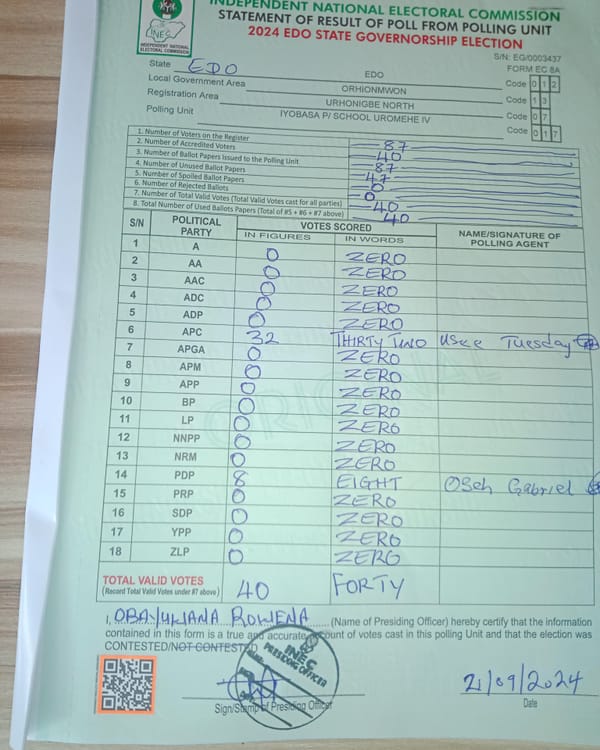 INDEPENDENT NATIONAL ELECTORAL COMMISSION
STATEMENT OF RESULT OF POLL FROM POLLING UNIT
2024 EDO STATE GOVERNORSHIP ELECTION
INEC
INDEPENDENT NATIONAL ELECTORAL COMMISSION
S/N: EG/0003437
FORM EC 8A
State EDO EDO Code 0 1 2
Local Government Area ORHIONMWON Code 1 3
Registration Area URHONIGBE NORTH Code 0 7
Polling Unit IYOBASA P/ SCHOOL UROMEHE IV Code 0 1 7
1. Number of Voters on the Register 87
2. Number of Accredited Voters 40
3. Number of Ballot Papers Issued to the Polling Unit 87
4. Number of Unused Ballot Papers 47
5. Number of Spoiled Ballot Papers 0
6. Number of Rejected Ballots 0
7. Number of Total Valid Votes (Total Valid Votes cast for all parties) 40
8. Total Number of Used Ballots Papers (Total of #5 + #6 + #7 above) 40
S/N POLITICAL PARTY VOTES SCORED NAME/SIGNATURE OF POLLING AGENT
IN FIGURES IN WORDS
1 A 0 ZERO
2 AA 0 ZERO
3 AAC 0 ZERO
4 ADC 0 ZERO
5 ADP 0 ZERO
6 APC 32 THIRTY TWO Tuesday
7 APGA 0 ZERO
8 APM 0 ZERO
9 APP 0 ZERO
10 BP 0 ZERO
11 LP 0 ZERO
12 NNPP 0 ZERO
13 NRM 0 ZERO
14 PDP 8 EIGHT Gabriel
15 PRP 0 ZERO
16 SDP 0 ZERO
17 YPP 0 ZERO
18 ZLP 0 ZERO
TOTAL VALID VOTES 40 FORTY
(Record Total Valid Votes under #7 above)
I, ROWENA (Name of Presiding Officer) hereby certify that the information
contained in this form is a true and accurate account of votes cast in this polling Unit and that the election was
CONTESTED/NOT CONTESTED
INEC
PRESIDING OFFICER
21/09/2024
Sign/Stamp of Presiding Officer Date